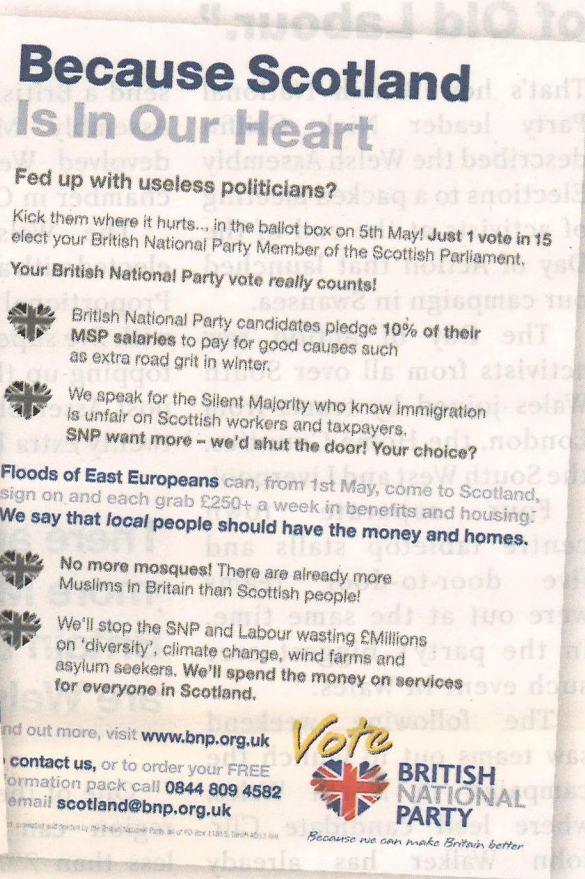 Because Scotland
Is In Our Heart
Fed up with useless politicians?
Kick them where it hurts... in the ballot box on 5th May! Just 1 vote in 15
elect your British National Party Member of the Scottish Parliament.
Your British National Party vote really counts!
British National Party candidates pledge 10% of their
MSP salaries to pay for good causes such
as extra road grit in winter.
We speak for the Silent Majority who know immigration
is unfair on Scottish workers and taxpayers.
SNP want more – we'd shut the door! Your choice?
Floods of East Europeans can, from 1st May, come to Scotland,
sign on and each grab £250+ a week in benefits and housing!
We say that local people should have the money and homes.
No more mosques! There are already more
Muslims in Britain than Scottish people!
We'll stop the SNP and Labour wasting £Millions
on 'diversity', climate change, wind farms and
asylum seekers. We'll spend the money on services
for everyone in Scotland.
nd out more, visit www.bnp.org.uk
contact us, or to order your FREE
formation pack call 0844 809 4582
email scotland@bnp.org.uk
Vote
BRITISH
NATIONAL
PARTY
Because we can make Britain better